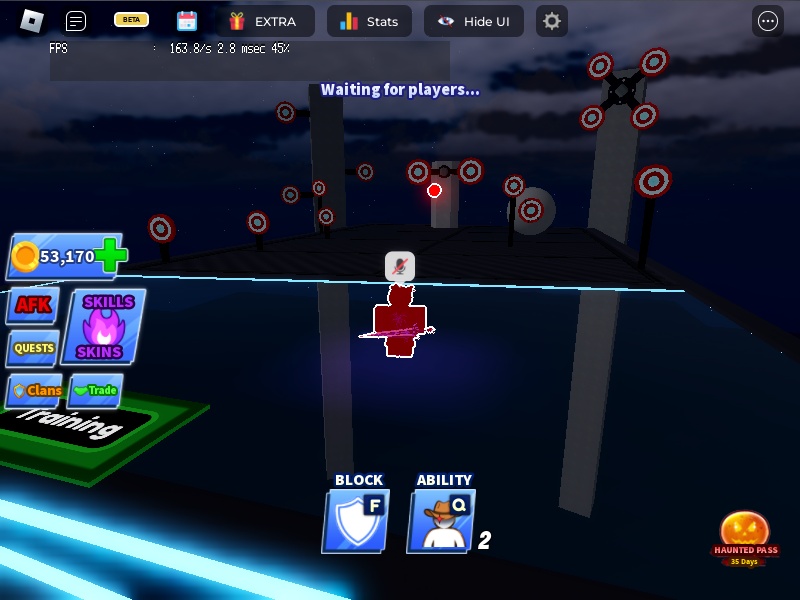 BETA
EXTRA
Stats
Hide UI
FPS : 163.8/s 2.8 msec 45%
Waiting for players...
53,170
AFK
SKILLS
SKINS
QUESTS
Clans
Trade
Training
BLOCK
ABILITY
F
Q
2
HAUNTED PASS
35 Days